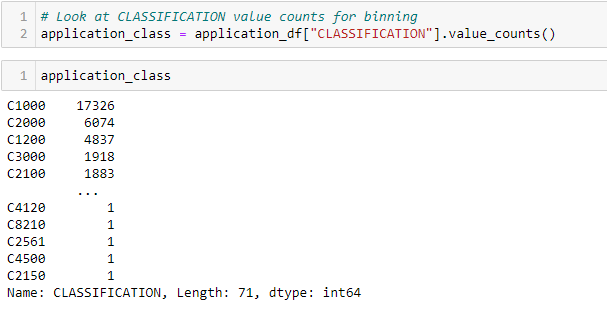 1 # Look at CLASSIFICATION value counts for binning
2 application_class = application_df["CLASSIFICATION"].value_counts()
1 application_class
C1000 17326
C2000 6074
C1200 4837
C3000 1918
C2100 1883
...
C4120 1
C8210 1
C2561 1
C4500 1
C2150 1
Name: CLASSIFICATION, Length: 71, dtype: int64